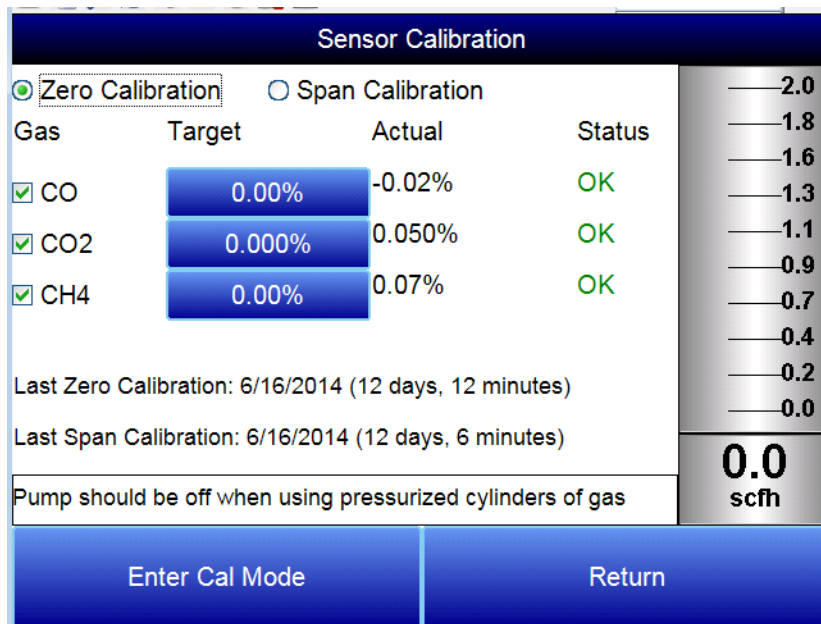 Sensor Calibration
Zero Calibration Span Calibration
Gas Target Actual Status
CO 0.00% -0.02% OK
CO2 0.000% 0.050% OK
CH4 0.00% 0.07% OK
Last Zero Calibration: 6/16/2014 (12 days, 12 minutes)
Last Span Calibration: 6/16/2014 (12 days, 6 minutes)
Pump should be off when using pressurized cylinders of gas
2.0
1.8
1.6
1.3
1.1
0.9
0.7
0.4
0.2
0.0
0.0
scfh
Enter Cal Mode Return